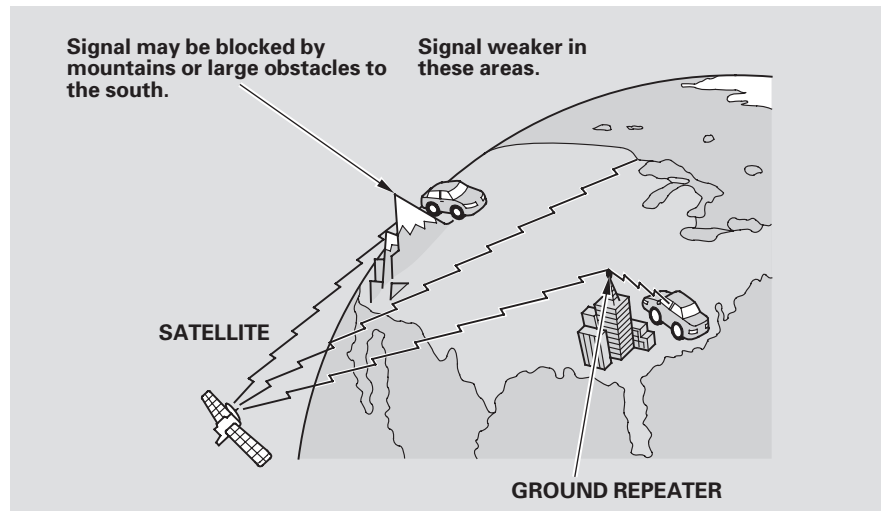 Signal may be blocked by
mountains or large obstacles to
the south.
Signal weaker in
these areas.
SATELLITE
GROUND REPEATER